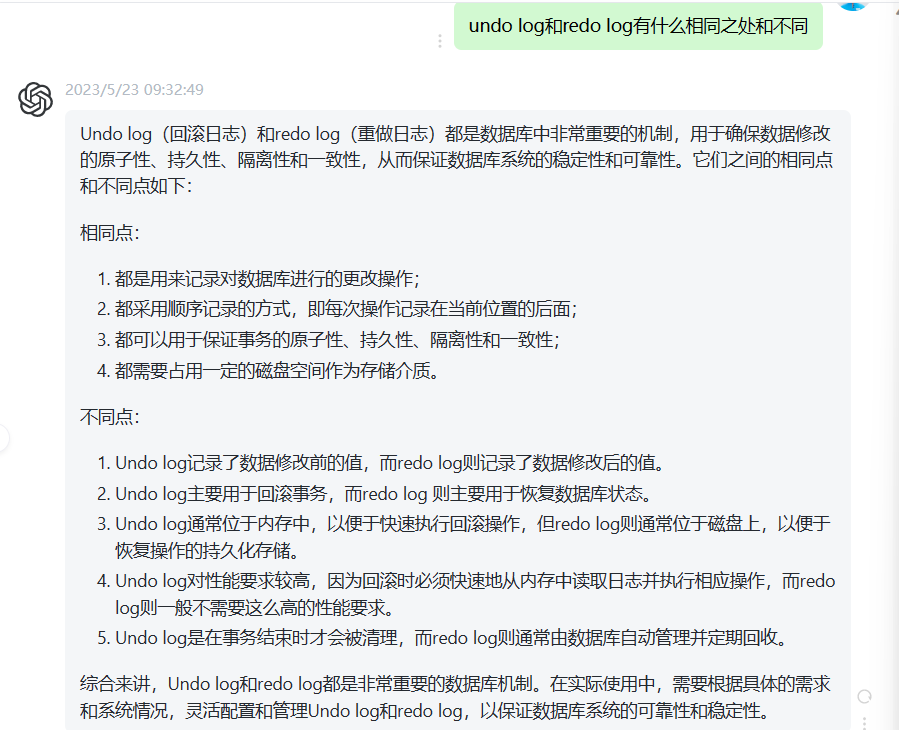 undo log和redo log有什么相同之处和不同
2023/5/23 09:32:49
Undo log（回滚日志）和redo log（重做日志）都是数据库中非常重要的机制，用于确保数据修改
的原子性、持久性、隔离性和一致性，从而保证数据库系统的稳定性和可靠性。它们之间的相同点
和不同点如下：
相同点：
1. 都是用来记录对数据库进行的更改操作；
2. 都采用顺序记录的方式，即每次操作记录在当前位置的后面；
3. 都可以用于保证事务的原子性、持久性、隔离性和一致性；
4. 都需要占用一定的磁盘空间作为存储介质。
不同点：
1. Undo log记录了数据修改前的值，而redo log则记录了数据修改后的值。
2. Undo log主要用于回滚事务，而redo log 则主要用于恢复数据库状态。
3. Undo log通常位于内存中，以便于快速执行回滚操作，但redo log则通常位于磁盘上，以便于
恢复操作的持久化存储。
4. Undo log对性能要求较高，因为回滚时必须快速地从内存中读取日志并执行相应操作，而redo
log则一般不需要这么高的性能要求。
5. Undo log是在事务结束时才会被清理，而redo log则通常由数据库自动管理并定期回收。
综合来讲，Undo log和redo log都是非常重要的数据库机制。在实际使用中，需要根据具体的需求
和系统情况，灵活配置和管理Undo log和redo log，以保证数据库系统的可靠性和稳定性。